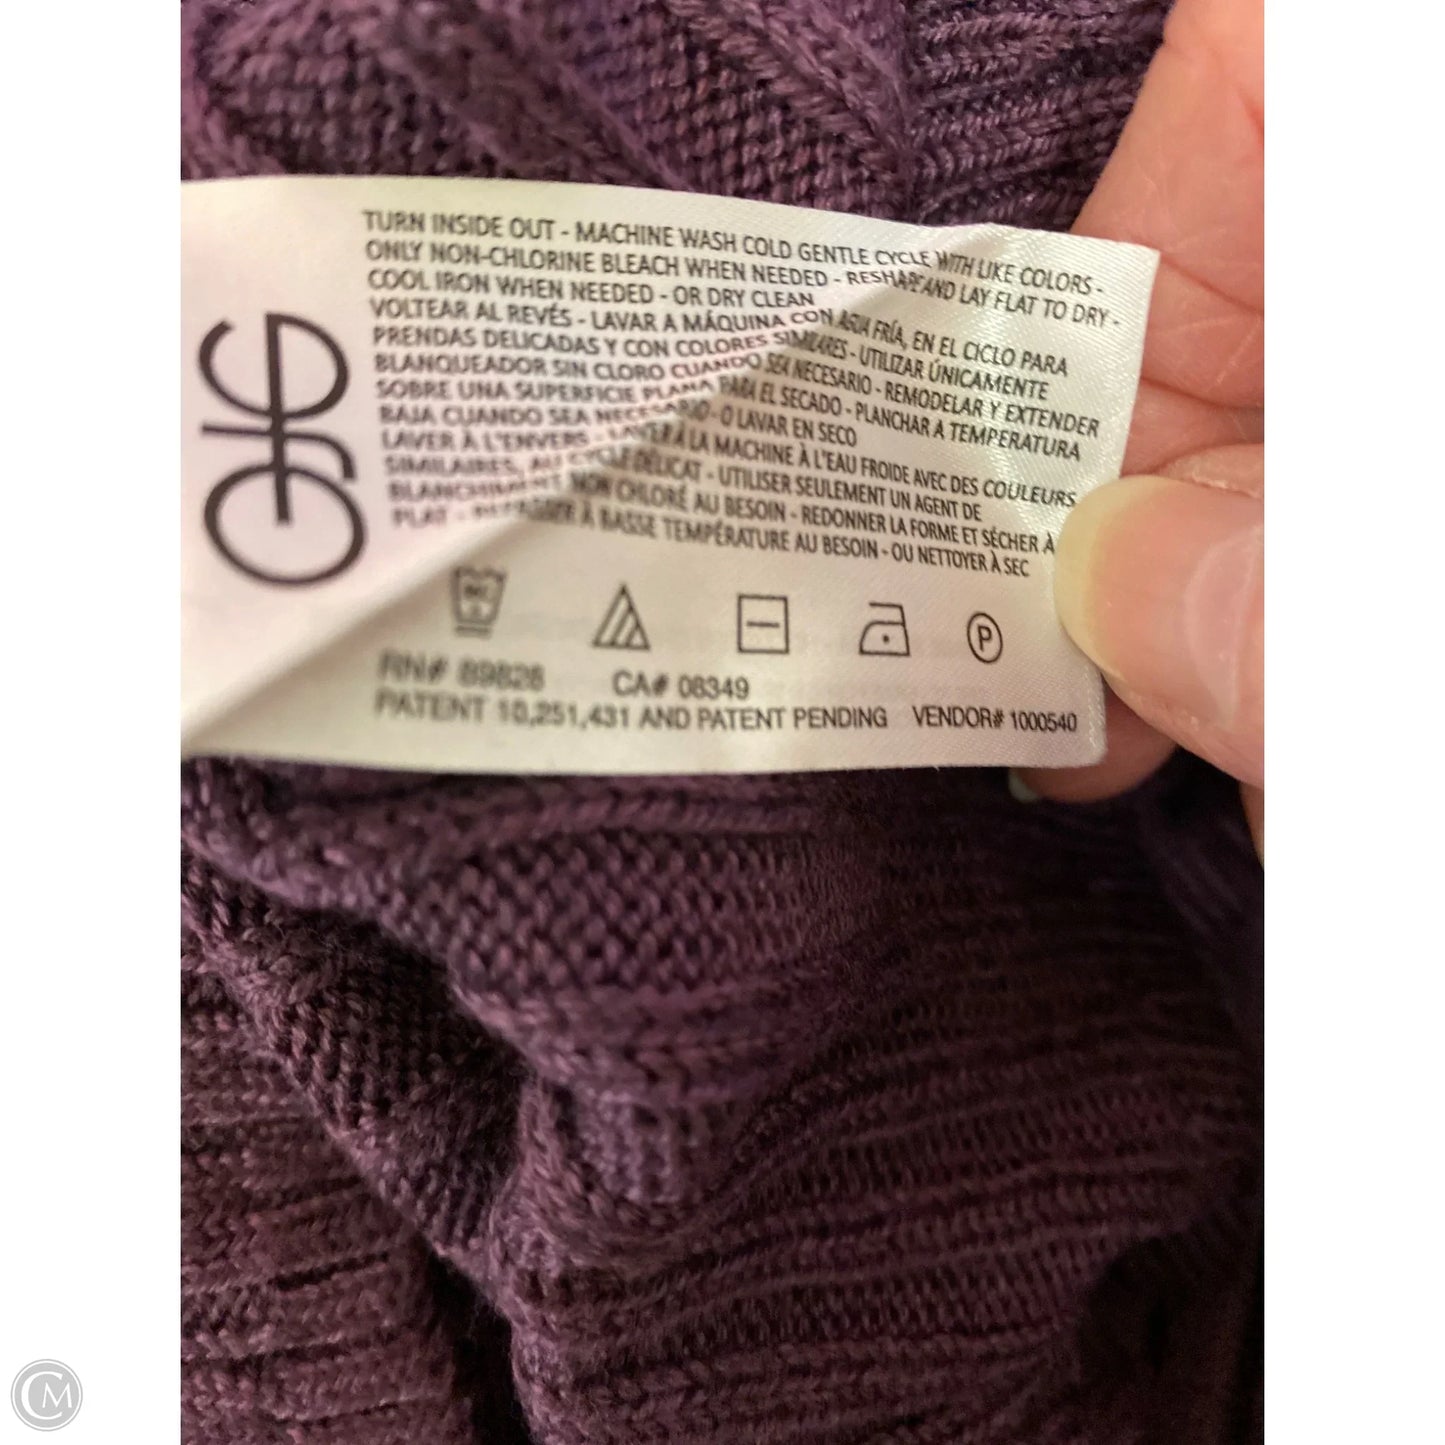 TURN INSIDE OUT - MACHINE WASH COLD GENTLE CYCLE WITH LIKE COLORS -
ONLY NON-CHLORINE BLEACH WHEN NEEDED - RESHAPE AND LAY FLAT TO DRY -
COOL IRON WHEN NEEDED - OR DRY CLEAN
VOLTEAR AL REVÉS - LAVAR A MÁQUINA CON AGUA FRÍA, EN EL CICLO PARA
PRENDAS DELICADAS Y CON COLORES SIMILARES - UTILIZAR ÚNICAMENTE
BLANQUEADOR SIN CLORO CUANDO SEA NECESARIO - REMODELAR Y EXTENDER
SOBRE UNA SUPERFICIE PLANA PARA EL SECADO - PLANCHAR A TEMPERATURA
BAJA CUANDO SEA NECESARIO - O LAVAR EN SECO
LAVER À L'ENVERS - LAVER À LA MACHINE À L'EAU FROIDE AVEC DES COULEURS
SIMILAIRES, AU CYCLE DÉLICAT - UTILISER SEULEMENT UN AGENT DE
BLANCHIMENT NON CHLORÉ AU BESOIN - REDONNER LA FORME ET SÉCHER À
PLAT - REPASSER À BASSE TEMPÉRATURE AU BESOIN - OU NETTOYER À SEC
P
RN# 89828 CA# 08349
PATENT 10,251,431 AND PATENT PENDING VENDOR# 1000540
CM